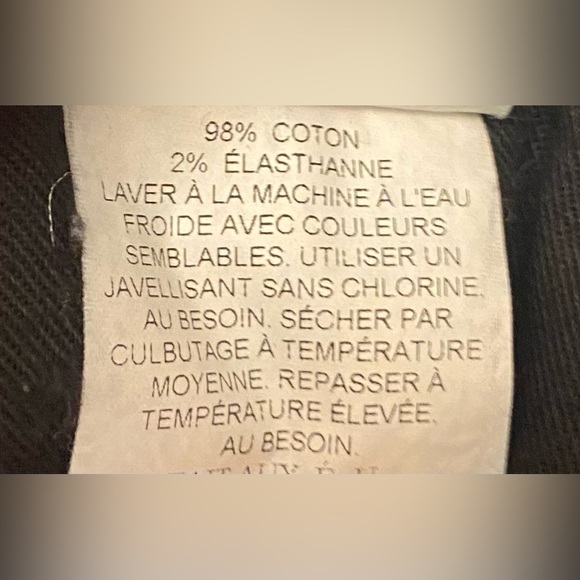 98% COTON
2% ÉLASTHANNE
LAVER À LA MACHINE À L'EAU
FROIDE AVEC COULEURS
SEMBLABLES. UTILISER UN
JAVELLISANT SANS CHLORINE,
AU BESOIN. SÉCHER PAR
CULBUTAGE À TEMPÉRATURE
MOYENNE. REPASSER À
TEMPÉRATURE ÉLEVÉE,
AU BESOIN.